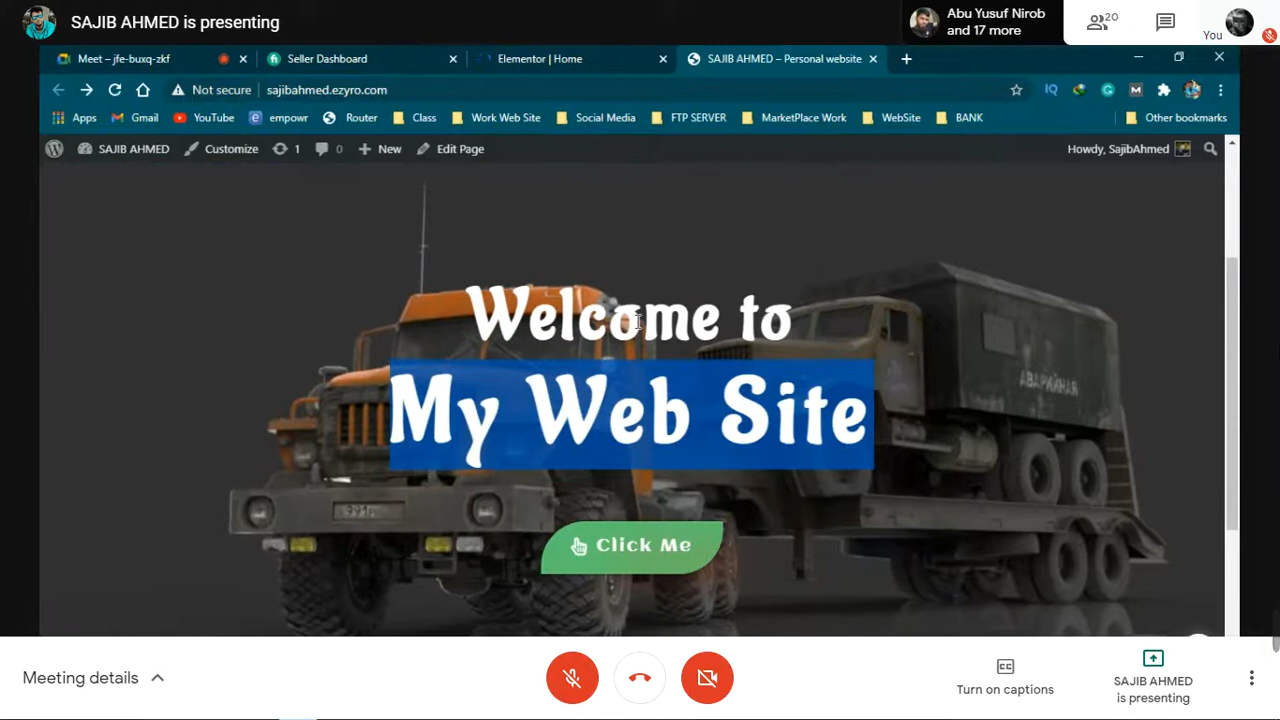 SAJIB AHMED is presenting
Abu Yusuf Nirob
and 17 more
20
You
Meet – jfe-buxq-zkf
Seller Dashboard
Elementor | Home
SAJIB AHMED – Personal website
Not secure
sajibahmed.ezyro.com
IQ
M
Apps
Gmail
YouTube
empowr
Router
Class
Work Web Site
Social Media
FTP SERVER
MarketPlace Work
WebSite
BANK
Other bookmarks
SAJIB AHMED
Customize
1
0
New
Edit Page
Howdy, SajibAhmed
Welcome to
АВАРИЙНАЯ
My Web Site
Click Me
Meeting details
CC
Turn on captions
SAJIB AHMED
is presenting